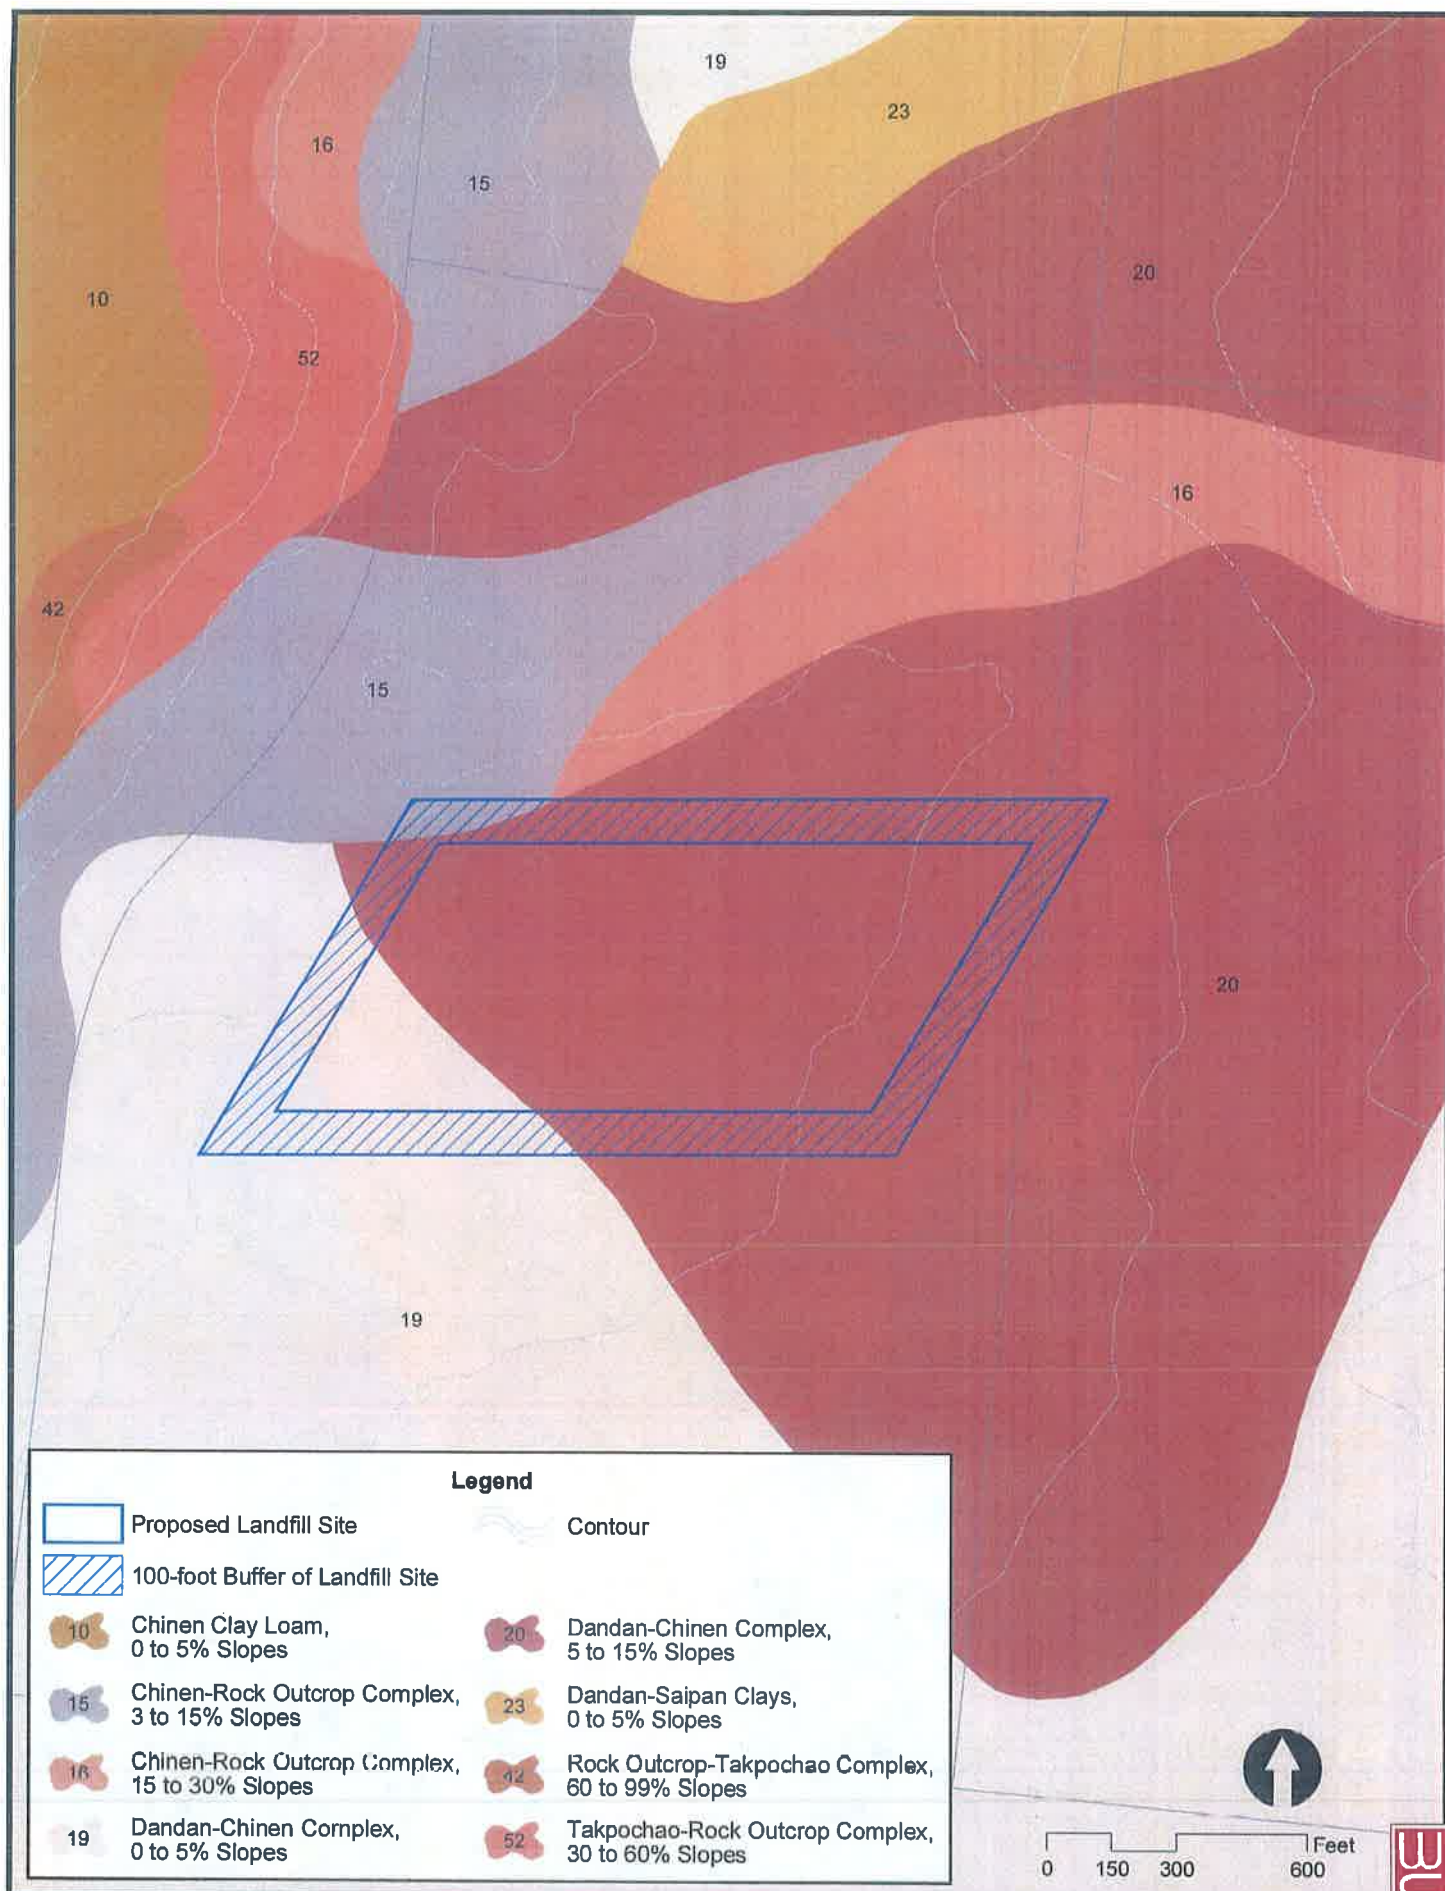 19
23
16
15
20
10
52
16
42
15
20
19
Legend
Proposed Landfill Site
Contour
100-foot Buffer of Landfill Site
10
Chinen Clay Loam,
0 to 5% Slopes
20
Dandan-Chinen Complex,
5 to 15% Slopes
15
Chinen-Rock Outcrop Complex,
3 to 15% Slopes
23
Dandan-Saipan Clays,
0 to 5% Slopes
16
Chinen-Rock Outcrop Complex,
15 to 30% Slopes
42
Rock Outcrop-Takpochao Complex,
60 to 99% Slopes
19
Dandan-Chinen Complex,
0 to 5% Slopes
52
Takpochao-Rock Outcrop Complex,
30 to 60% Slopes
Feet
0 150 300 600